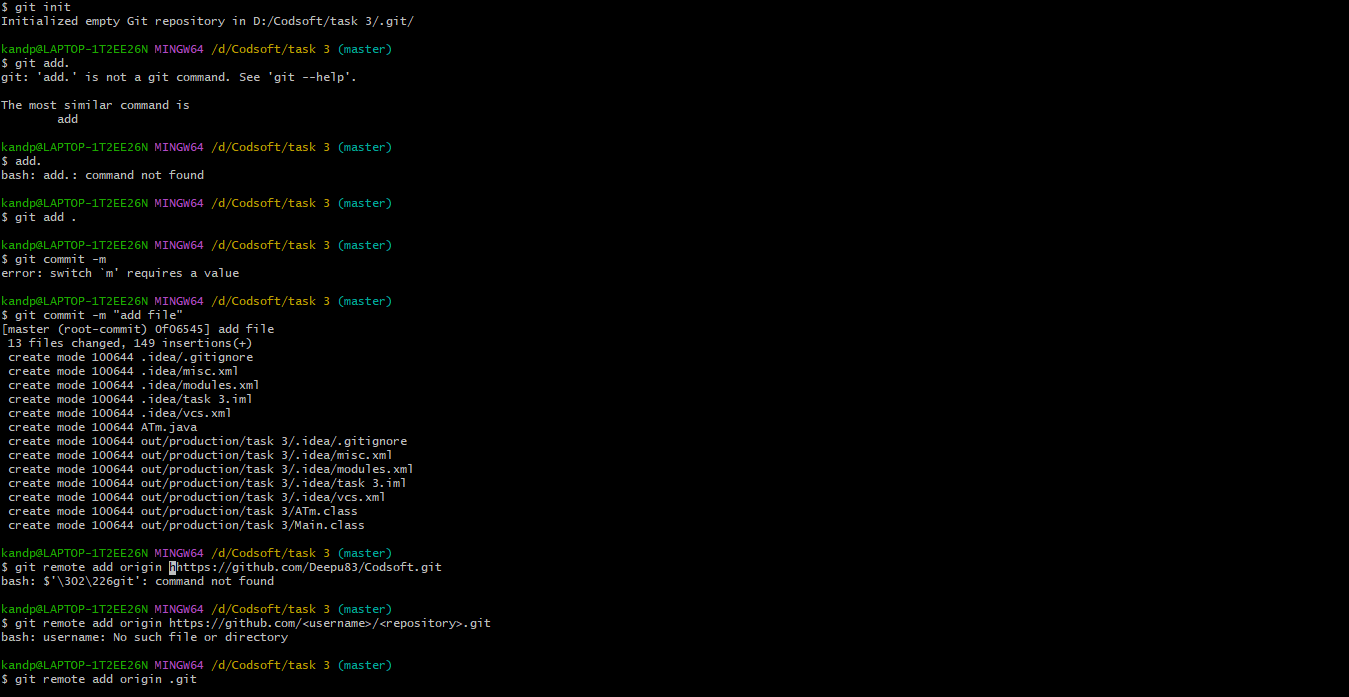 $ git init
Initialized empty Git repository in D:/Codsoft/task 3/.git/
kandp@LAPTOP-1T2EE26N MINGW64 /d/Codsoft/task 3 (master)
$ git add.
git: 'add.' is not a git command. See 'git --help'.
The most similar command is
add
kandp@LAPTOP-1T2EE26N MINGW64 /d/Codsoft/task 3 (master)
$ add.
bash: add.: command not found
kandp@LAPTOP-1T2EE26N MINGW64 /d/Codsoft/task 3 (master)
$ git add .
kandp@LAPTOP-1T2EE26N MINGW64 /d/Codsoft/task 3 (master)
$ git commit -m
error: switch `m' requires a value
kandp@LAPTOP-1T2EE26N MINGW64 /d/Codsoft/task 3 (master)
$ git commit -m "add file"
[master (root-commit) 0f06545] add file
13 files changed, 149 insertions(+)
create mode 100644 .idea/.gitignore
create mode 100644 .idea/misc.xml
create mode 100644 .idea/modules.xml
create mode 100644 .idea/task 3.iml
create mode 100644 .idea/vcs.xml
create mode 100644 ATm.java
create mode 100644 out/production/task 3/.idea/.gitignore
create mode 100644 out/production/task 3/.idea/misc.xml
create mode 100644 out/production/task 3/.idea/modules.xml
create mode 100644 out/production/task 3/.idea/task 3.iml
create mode 100644 out/production/task 3/.idea/vcs.xml
create mode 100644 out/production/task 3/ATm.class
create mode 100644 out/production/task 3/Main.class
kandp@LAPTOP-1T2EE26N MINGW64 /d/Codsoft/task 3 (master)
$ git remote add origin hhttps://github.com/Deepu83/Codsoft.git
bash: $'\302\226git': command not found
kandp@LAPTOP-1T2EE26N MINGW64 /d/Codsoft/task 3 (master)
$ git remote add origin https://github.com/<username>/<repository>.git
bash: username: No such file or directory
kandp@LAPTOP-1T2EE26N MINGW64 /d/Codsoft/task 3 (master)
$ git remote add origin .git